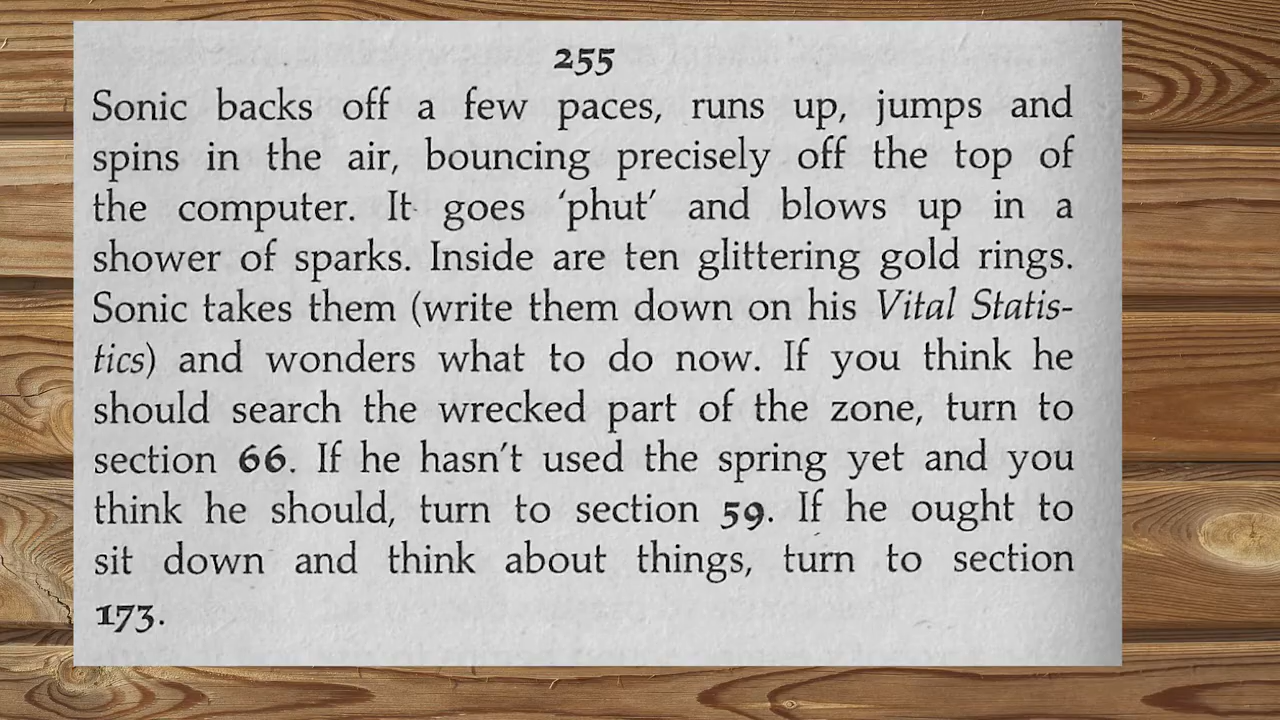 255
Sonic backs off a few paces, runs up, jumps and
spins in the air, bouncing precisely off the top of
the computer. It goes ‘phut’ and blows up in a
shower of sparks. Inside are ten glittering gold rings.
Sonic takes them (write them down on his Vital Statis-
tics) and wonders what to do now. If you think he
should search the wrecked part of the zone, turn to
section 66. If he hasn’t used the spring yet and you
think he should, turn to section 59. If he ought to
sit down and think about things, turn to section
173.